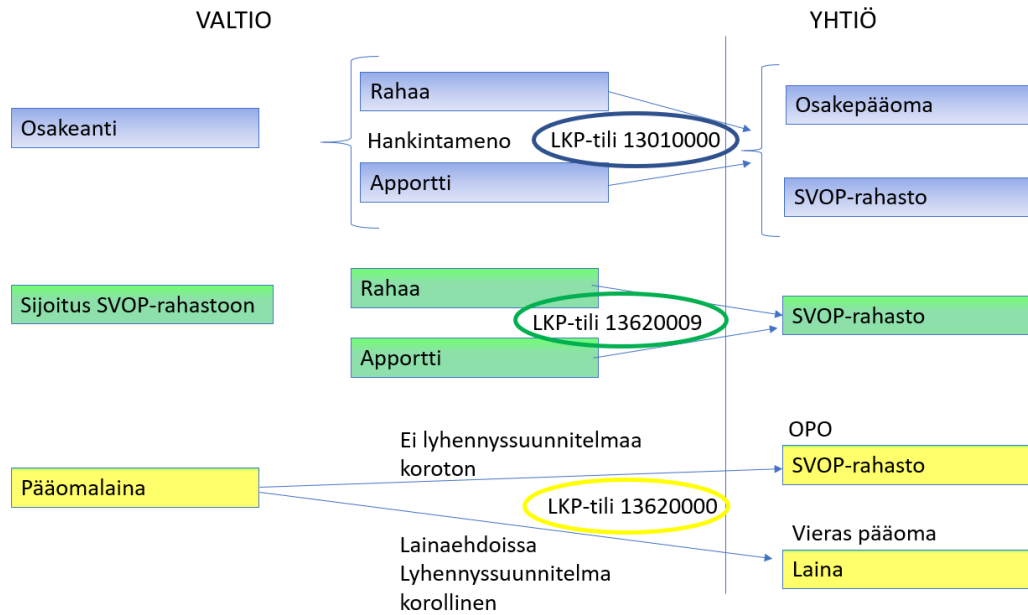 VALTIO
YHTIÖ
Osakeanti
Rahaa
Hankintameno
LKP-tili 13010000
Apportti
Osakepääoma
SVOP-rahasto
Sijoitus SVOP-rahastoon
Rahaa
LKP-tili 13620009
Apportti
SVOP-rahasto
Pääomalaina
Ei lyhennyssuunnitelmaa
koroton
LKP-tili 13620000
Lainaehdoissa
Lyhennyssuunnitelma
korollinen
OPO
SVOP-rahasto
Vieras pääoma
Laina